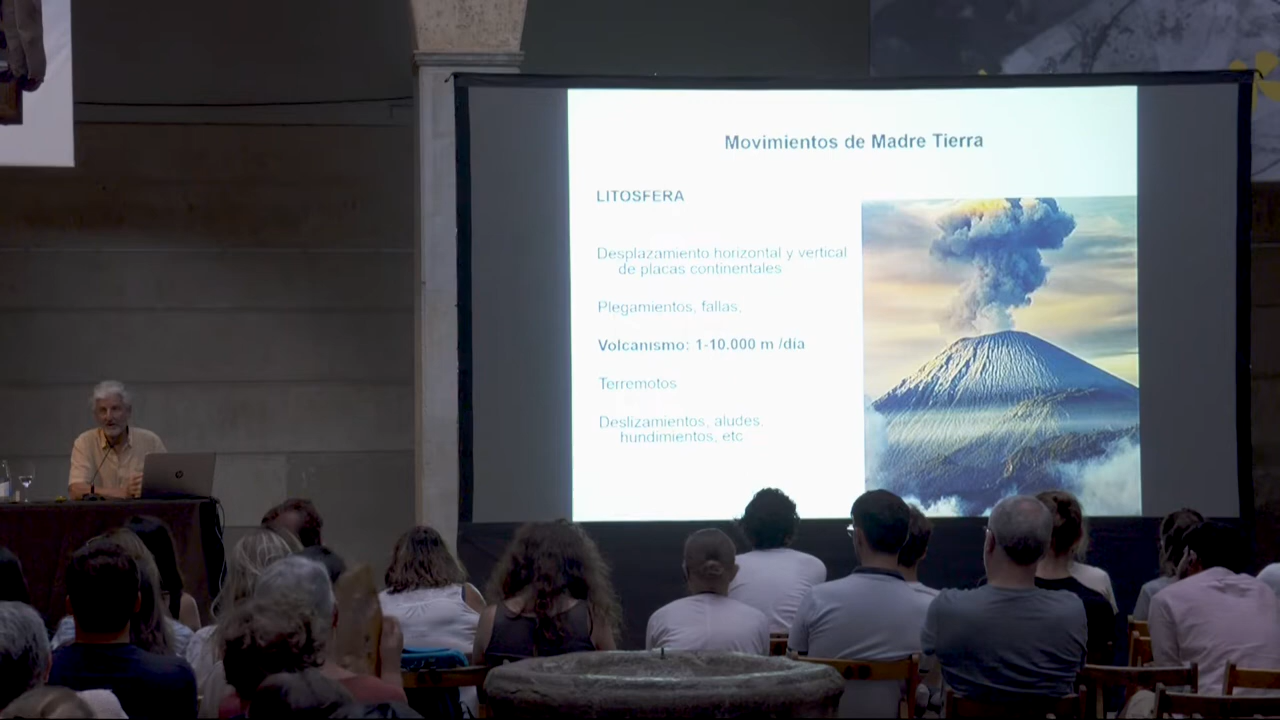 Movimientos de Madre Tierra
LITOSFERA
Desplazamiento horizontal y vertical
de placas continentales
Plegamientos, fallas,
Volcanismo: 1-10.000 m /día
Terremotos
Deslizamientos, aludes,
hundimientos, etc